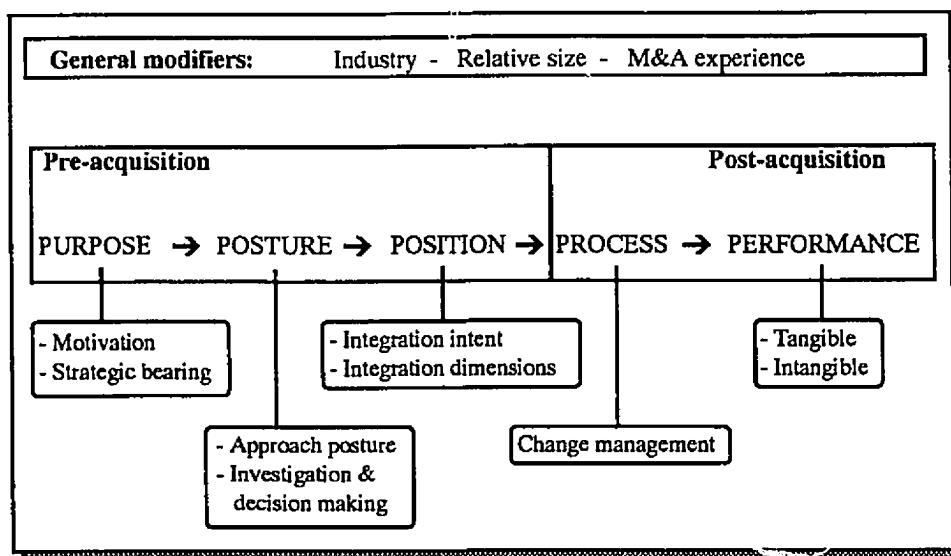 General modifiers: Industry - Relative size - M&A experience
Pre-acquisition Post-acquisition
PURPOSE → POSTURE → POSITION → PROCESS → PERFORMANCE
- Motivation
- Strategic bearing
- Integration intent
- Integration dimensions
- Tangible
- Intangible
- Approach posture
- Investigation &
decision making
Change management